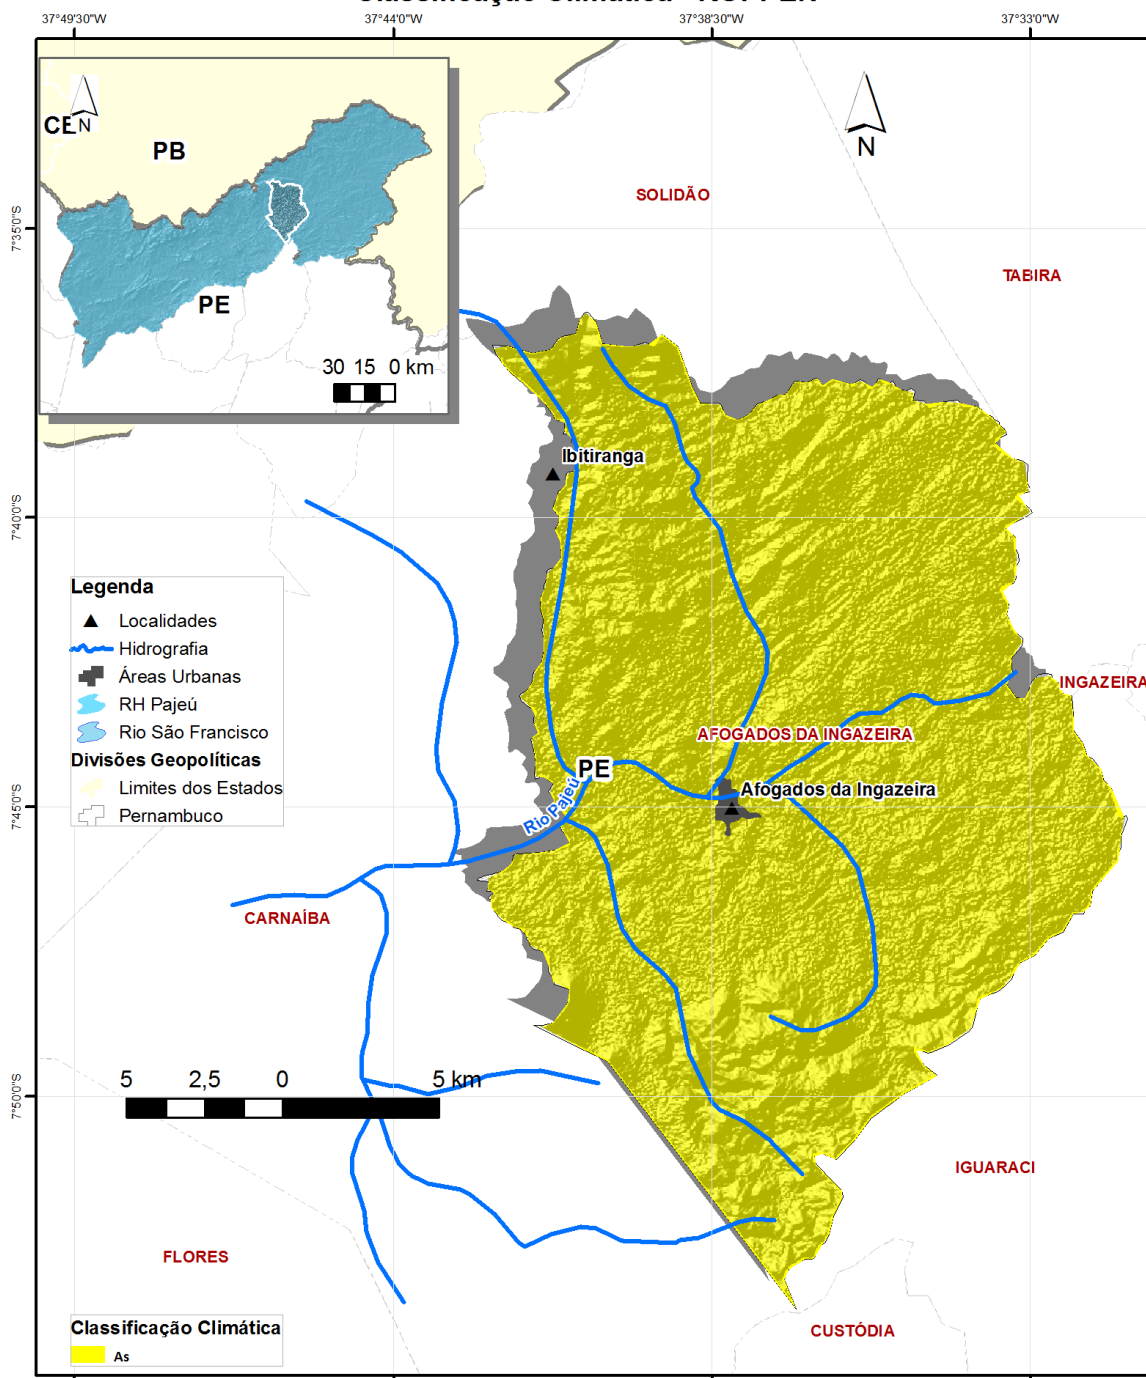 37°49'30"W
37°44'0"W
37°38'30"W
37°33'0"W
CE
N
PB
PE
30 15 0 km
N
SOLIDÃO
TABIRA
7°35'0"S
Ibitiranga
7°40'0"S
Legenda
Localidades
Hidrografia
Áreas Urbanas
RH Pajeú
Rio São Francisco
Divisões Geopolíticas
Limites dos Estados
Pernambuco
INGAZEIRA
AFOGADOS DA INGAZEIRA
PE
Afogados da Ingazeira
Rio Pajeú
7°45'0"S
CARNAÍBA
5 2,5 0 5 km
7°50'0"S
IGUARACI
FLORES
CUSTÓDIA
Classificação Climática
As